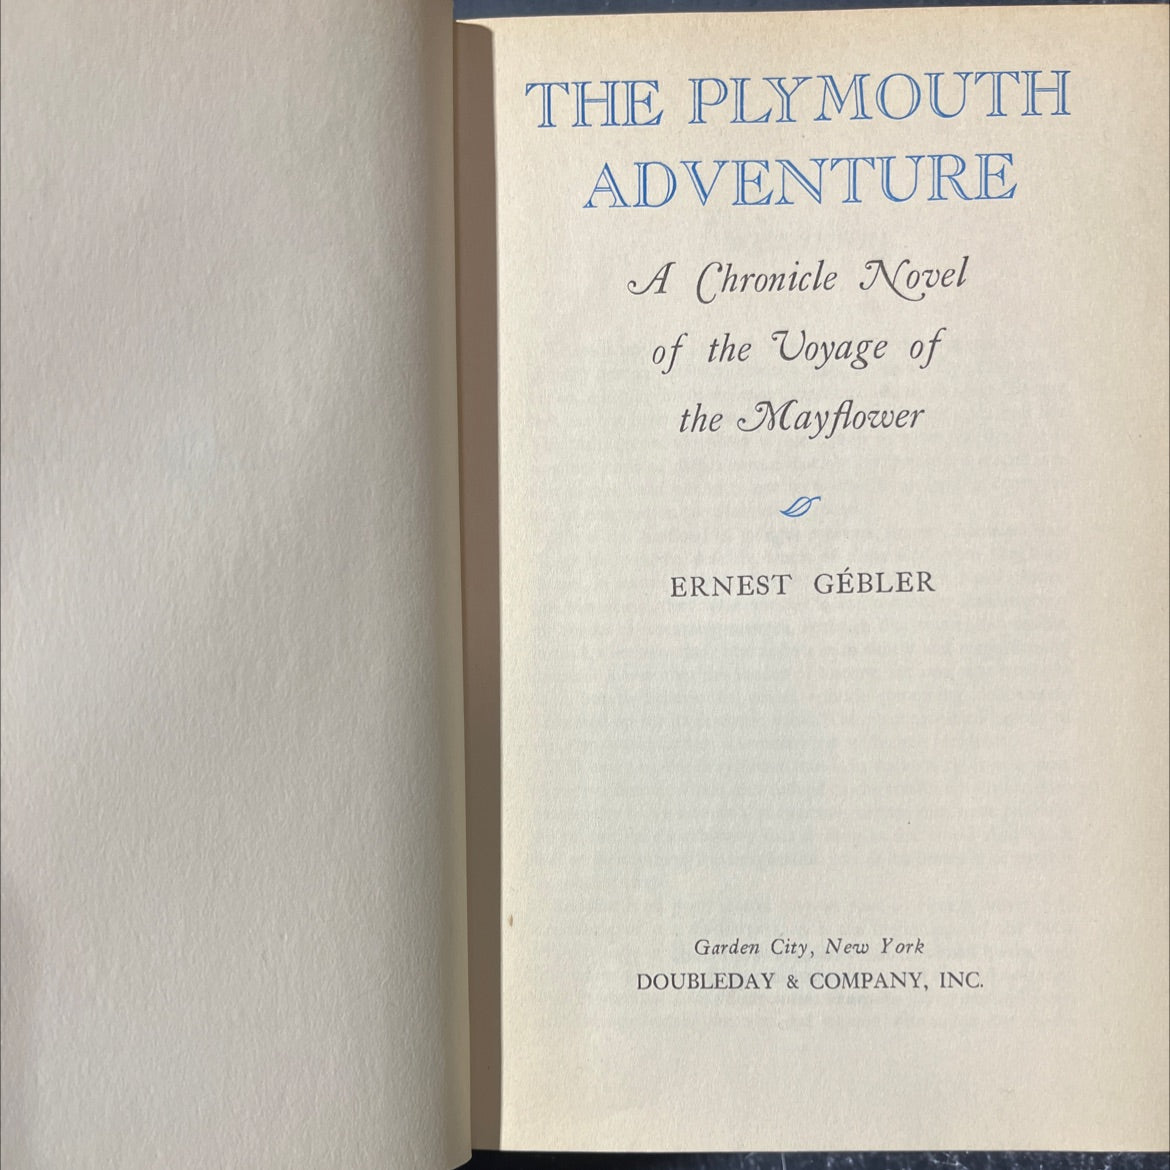 THE PLYMOUTH
ADVENTURE
A Chronicle Novel
of the Voyage of
the Mayflower
ERNEST GÉBLER
Garden City, New York
DOUBLEDAY & COMPANY, INC.